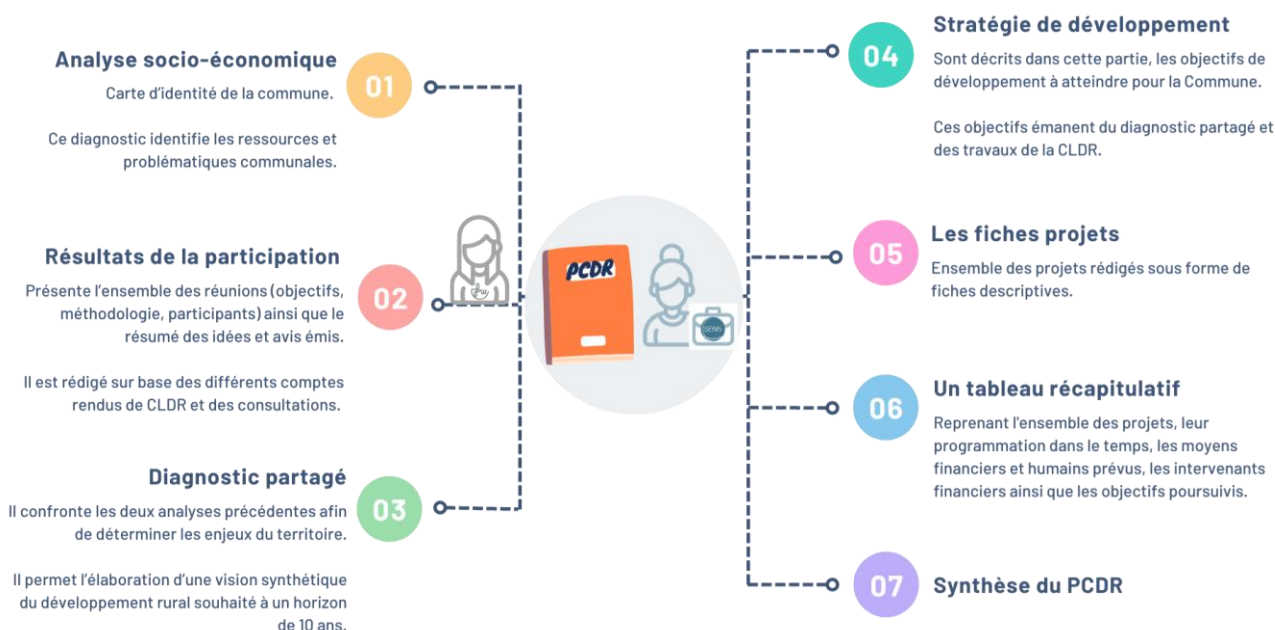 Analyse socio-économique
01
Carte d'identité de la commune.
Ce diagnostic identifie les ressources et
problématiques communales.
Résultats de la participation
02
Présente l'ensemble des réunions (objectifs,
méthodologie, participants) ainsi que le
résumé des idées et avis émis.
Il est rédigé sur base des différents comptes
rendus de CLDR et des consultations.
Diagnostic partagé
03
Il confronte les deux analyses précédentes afin
de déterminer les enjeux du territoire.
Il permet l'élaboration d'une vision synthétique
du développement rural souhaité à un horizon
de 10 ans.
PCDR
SENS
04
Stratégie de développement
Sont décrits dans cette partie, les objectifs de
développement à atteindre pour la Commune.
Ces objectifs émanent du diagnostic partagé et
des travaux de la CLDR.
05
Les fiches projets
Ensemble des projets rédigés sous forme de
fiches descriptives.
06
Un tableau récapitulatif
Reprenant l'ensemble des projets, leur
programmation dans le temps, les moyens
financiers et humains prévus, les intervenants
financiers ainsi que les objectifs poursuivis.
07
Synthèse du PCDR